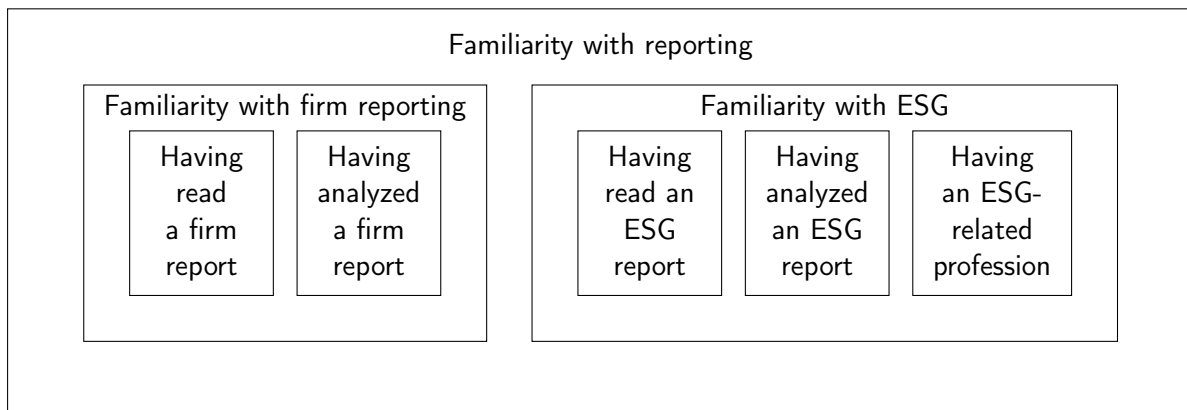 Familiarity with reporting
Familiarity with firm reporting
Having
read
a firm
report
Having
analyzed
a firm
report
Familiarity with ESG
Having
read an
ESG
report
Having
analyzed
an ESG
report
Having
an ESG-
related
profession